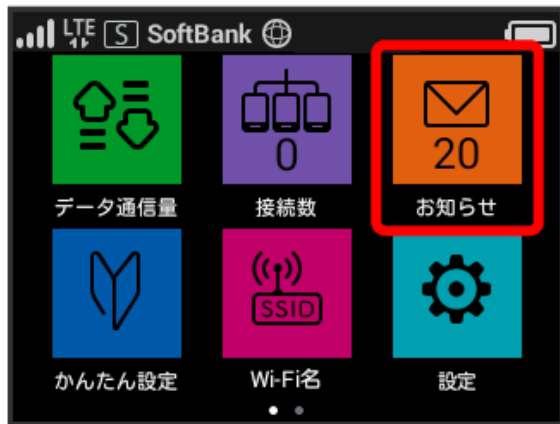 LTE S SoftBank
0
20
データ通信量 接続数 お知らせ
SSID
かんたん設定 Wi-Fi名 設定